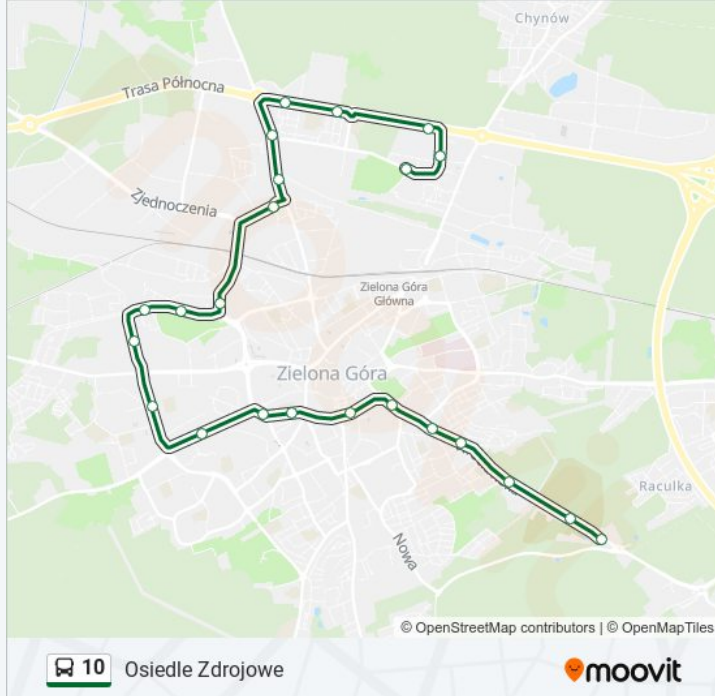 Chynów
Trasa Północna
Zjednoczenia
Zielona Góra
Główna
Zielona Góra
Raculka
Nowa
© OpenStreetMap contributors | © OpenMapTiles
10 Osiedle Zdrojowe
moovit